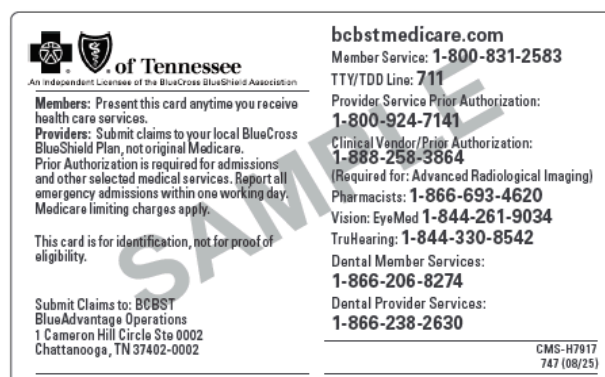 of Tennessee
An Independent Licensee of the BlueCross BlueShield Association
Members: Present this card anytime you receive
health care services.
Providers: Submit claims to your local BlueCross
BlueShield Plan, not original Medicare.
Prior Authorization is required for admissions
and other selected medical services. Report all
emergency admissions within one working day.
Medicare limiting charges apply.
This card is for identification, not for proof of
eligibility.
Submit Claims to: BCBST
BlueAdvantage Operations
1 Cameron Hill Circle Ste 0002
Chattanooga, TN 37402-0002
bcbstmedicare.com
Member Service: 1-800-831-2583
TTY/TDD Line: 711
Provider Service Prior Authorization:
1-800-924-7141
Clinical Vendor/Prior Authorization:
1-888-258-3864
(Required for: Advanced Radiological Imaging)
Pharmacists: 1-866-693-4620
Vision: EyeMed 1-844-261-9034
TruHearing: 1-844-330-8542
Dental Member Services:
1-866-206-8274
Dental Provider Services:
1-866-238-2630
CMS-H7917
747 (08/25)
SAMPLE